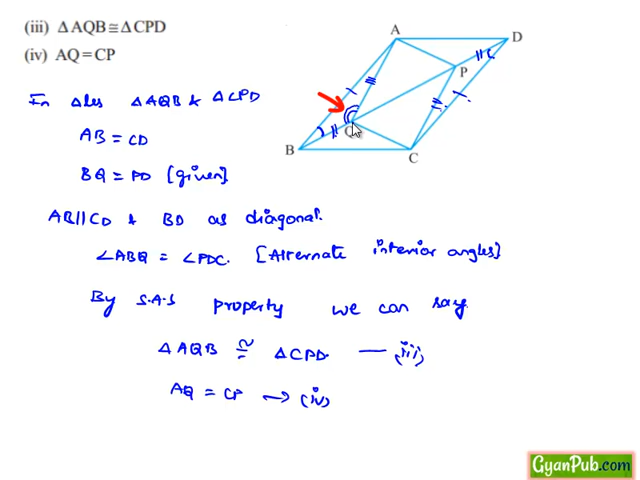 (iii) ΔAQB≅ΔCPD
(iv) AQ=CP
A
D
P
Q
B
C
In Δles ΔAQB & ΔCPD
AB = CD
BQ = PD [given]
AB||CD & BD as diagonal.
∠ABQ = ∠PDC. [Alternate interior angles]
By S.A.S property we can say
ΔAQB ≅ ΔCPD. — (iii)
AQ = CP → (iv)
GyanPub.com